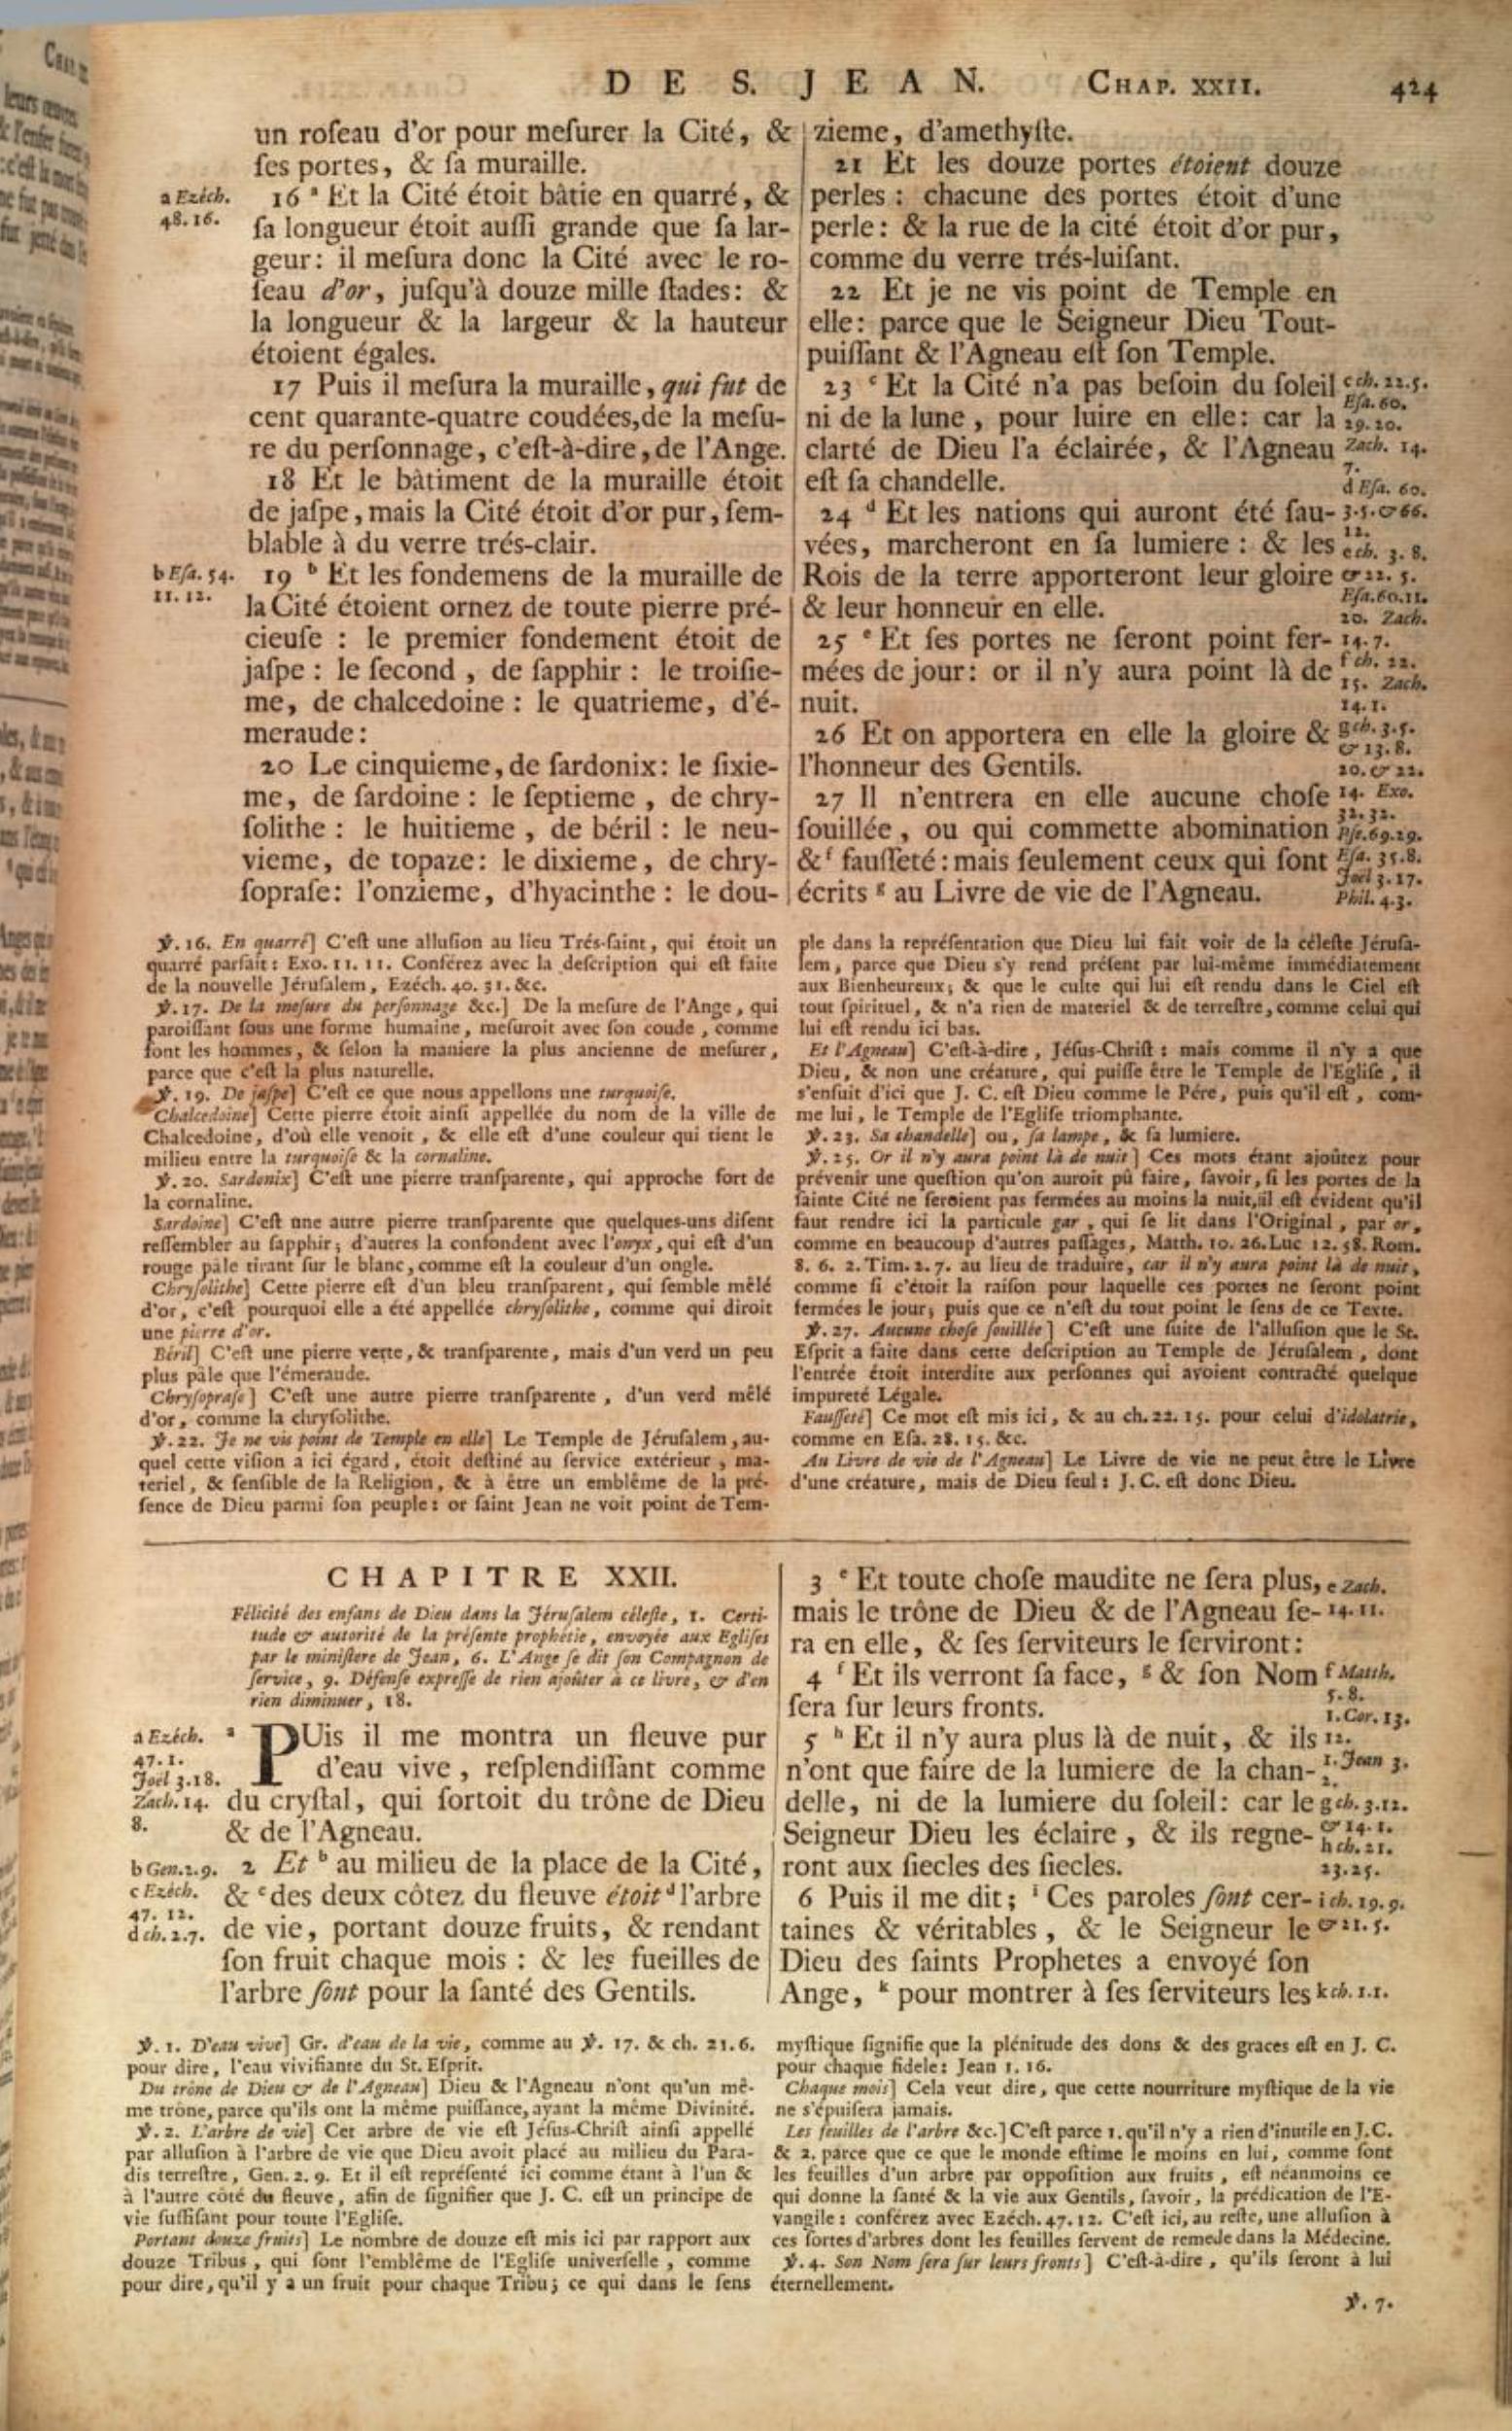 DE S. JEAN. CHAP. XXII. 424
un roſeau d'or pour meſurer la Cité, &
ſes portes, & ſa muraille.
a Ezéch.
48. 16.
16 ª Et la Cité étoit bâtie en quarré, &
ſa longueur étoit auſſi grande que ſa lar-
geur: il meſura donc la Cité avec le ro-
ſeau d'or, juſqu'à douze mille ſtades: &
la longueur & la largeur & la hauteur
étoient égales.
17 Puis il meſura la muraille, qui fut de
cent quarante-quatre coudées, de la meſu-
re du perſonnage, c'eſt-à-dire, de l'Ange.
18 Et le bâtiment de la muraille étoit
de jaſpe, mais la Cité étoit d'or pur, ſem-
blable à du verre trés-clair.
b Eſa. 54.
11. 12.
19 ᵇ Et les fondemens de la muraille de
la Cité étoient ornez de toute pierre pré-
cieuſe : le premier fondement étoit de
jaſpe : le ſecond, de ſapphir : le troiſie-
me, de chalcedoine : le quatrieme, d'é-
meraude :
20 Le cinquieme, de ſardonix : le ſixie-
me, de ſardoine : le ſeptieme, de chry-
ſolithe : le huitieme, de béril : le neu-
vieme, de topaze : le dixieme, de chry-
ſopraſe : l'onzieme, d'hyacinthe : le dou-
zieme, d'amethyſte.
21 Et les douze portes étoient douze
perles : chacune des portes étoit d'une
perle : & la rue de la cité étoit d'or pur,
comme du verre trés-luiſant.
22 Et je ne vis point de Temple en
elle : parce que le Seigneur Dieu Tout-
puiſſant & l'Agneau eſt ſon Temple.
23 ᶜ Et la Cité n'a pas beſoin du ſoleil
ni de la lune, pour luire en elle : car la
clarté de Dieu l'a éclairée, & l'Agneau
eſt ſa chandelle.
24 ᵈ Et les nations qui auront été ſau-
vées, marcheront en ſa lumiere : & les
Rois de la terre apporteront leur gloire
& leur honneur en elle.
25 ᵉ Et ſes portes ne ſeront point fer-
mées de jour : or il n'y aura point là de
nuit.
26 Et on apportera en elle la gloire &
l'honneur des Gentils.
27 Il n'entrera en elle aucune choſe
ſouillée, ou qui commette abomination
& ᶠ fauſſeté : mais ſeulement ceux qui ſont
écrits ᵍ au Livre de vie de l'Agneau.
c ch. 22. 5.
Eſa. 60.
19. 20.
Zach. 14.
7.
d Eſa. 60.
3. 5. & 66.
12.
e ch. 3. 8.
& 22. 5.
Eſa. 60. 11.
20. Zach.
14. 7.
f ch. 22.
15. Zach.
14. 1.
g ch. 3. 5.
& 13. 8.
20. & 22.
14. Exo.
32. 32.
Pſe. 69. 29.
Eſa. 35. 8.
Joël 3. 17.
Phil. 4. 3.
℣. 16. En quarré] C'eſt une alluſion au lieu Trés-ſaint, qui étoit un
quarré parfait : Exo. 11. 11. Conférez avec la deſcription qui eſt faite
de la nouvelle Jéruſalem, Ezéch. 40. 31. &c.
℣. 17. De la meſure du perſonnage &c.] De la meſure de l'Ange, qui
paroiſſant ſous une forme humaine, meſuroit avec ſon coude, comme
font les hommes, & ſelon la maniere la plus ancienne de meſurer,
parce que c'eſt la plus naturelle.
℣. 19. De jaſpe] C'eſt ce que nous appellons une turquoiſe.
Chalcedoine] Cette pierre étoit ainſi appellée du nom de la ville de
Chalcedoine, d'où elle venoit, & elle eſt d'une couleur qui tient le
milieu entre la turquoiſe & la cornaline.
℣. 20. Sardonix] C'eſt une pierre tranſparente, qui approche fort de
la cornaline.
Sardoine] C'eſt une autre pierre tranſparente que quelques-uns diſent
reſſembler au ſapphir ; d'autres la confondent avec l'onyx, qui eſt d'un
rouge pâle tirant ſur le blanc, comme eſt la couleur d'un ongle.
Chryſolithe] Cette pierre eſt d'un bleu tranſparent, qui ſemble mêlé
d'or, c'eſt pourquoi elle a été appellée chryſolithe, comme qui diroit
une pierre d'or.
Béril] C'eſt une pierre verte, & tranſparente, mais d'un verd un peu
plus pâle que l'émeraude.
Chryſopraſe] C'eſt une autre pierre tranſparente, d'un verd mêlé
d'or, comme la chryſolithe.
℣. 22. Je ne vis point de Temple en elle] Le Temple de Jéruſalem, au-
quel cette viſion a ici égard, étoit deſtiné au ſervice extérieur, ma-
teriel, & ſenſible de la Religion, & à être un emblême de la pré-
ſence de Dieu parmi ſon peuple : or ſaint Jean ne voit point de Tem-
ple dans la repréſentation que Dieu lui fait voir de la céleſte Jéruſa-
lem, parce que Dieu s'y rend préſent par lui-même immédiatement
aux Bienheureux ; & que le culte qui lui eſt rendu dans le Ciel eſt
tout ſpirituel, & n'a rien de materiel & de terreſtre, comme celui qui
lui eſt rendu ici bas.
Et l'Agneau] C'eſt-à-dire, Jéſus-Chriſt : mais comme il n'y a que
Dieu, & non une créature, qui puiſſe être le Temple de l'Egliſe, il
s'enſuit d'ici que J. C. eſt Dieu comme le Pére, puis qu'il eſt, com-
me lui, le Temple de l'Egliſe triomphante.
℣. 23. Sa chandelle] ou, ſa lampe, & ſa lumiere.
℣. 25. Or il n'y aura point là de nuit] Ces mots étant ajoûtez pour
prévenir une queſtion qu'on auroit pû faire, ſavoir, ſi les portes de la
ſainte Cité ne ſeroient pas fermées au moins la nuit, il eſt évident qu'il
faut rendre ici la particule gar, qui ſe lit dans l'Original, par or,
comme en beaucoup d'autres paſſages, Matth. 10. 26. Luc 12. 58. Rom.
8. 6. 2. Tim. 2. 7. au lieu de traduire, car il n'y aura point là de nuit,
comme ſi c'étoit la raiſon pour laquelle ces portes ne ſeront point
fermées le jour ; puis que ce n'eſt du tout point le ſens de ce Texte.
℣. 27. Aucune choſe ſouillée] C'eſt une ſuite de l'alluſion que le St.
Eſprit a faite dans cette deſcription au Temple de Jéruſalem, dont
l'entrée étoit interdite aux perſonnes qui avoient contracté quelque
impureté Légale.
Fauſſeté] Ce mot eſt mis ici, & au ch. 22. 15. pour celui d'idolatrie,
comme en Eſa. 28. 15. &c.
Au Livre de vie de l'Agneau] Le Livre de vie ne peut être le Livre
d'une créature, mais de Dieu ſeul : J. C. eſt donc Dieu.
CHAPITRE XXII.
Félicité des enfans de Dieu dans la Jéruſalem céleſte, 1. Certi-
tude & autorité de la préſente prophétie, envoyée aux Egliſes
par le miniſtere de Jean, 6. L'Ange ſe dit ſon Compagnon de
ſervice, 9. Défenſe expreſſe de rien ajoûter à ce livre, & d'en
rien diminuer, 18.
a Ezéch.
47. 1.
Joël 3. 18.
Zach. 14.
8.
ª PUis il me montra un fleuve pur
d'eau vive, reſplendiſſant comme
du cryſtal, qui ſortoit du trône de Dieu
& de l'Agneau.
b Gen. 2. 9.
c Ezéch.
47. 12.
d ch. 2. 7.
2 Et ᵇ au milieu de la place de la Cité,
& ᶜ des deux côtez du fleuve étoit ᵈ l'arbre
de vie, portant douze fruits, & rendant
ſon fruit chaque mois : & les fueilles de
l'arbre ſont pour la ſanté des Gentils.
3 ᵉ Et toute choſe maudite ne ſera plus,
mais le trône de Dieu & de l'Agneau ſe-
ra en elle, & ſes ſerviteurs le ſerviront :
4 ᶠ Et ils verront ſa face, ᵍ & ſon Nom
ſera ſur leurs fronts.
5 ʰ Et il n'y aura plus là de nuit, & ils
n'ont que faire de la lumiere de la chan-
delle, ni de la lumiere du ſoleil : car le
Seigneur Dieu les éclaire, & ils regne-
ront aux ſiecles des ſiecles.
6 Puis il me dit ; ⁱ Ces paroles ſont cer-
taines & véritables, & le Seigneur le
Dieu des ſaints Prophetes a envoyé ſon
Ange, ᵏ pour montrer à ſes ſerviteurs les
e Zach.
14. 11.
f Matth.
5. 8.
1. Cor. 13.
12.
1. Jean 3.
2.
g ch. 3. 12.
& 14. 1.
h ch. 21.
23. 25.
i ch. 19. 9.
& 21. 5.
k ch. 1. 1.
℣. 1. D'eau vive] Gr. d'eau de la vie, comme au ℣. 17. & ch. 21. 6.
pour dire, l'eau vivifiante du St. Eſprit.
Du trône de Dieu & de l'Agneau] Dieu & l'Agneau n'ont qu'un mê-
me trône, parce qu'ils ont la même puiſſance, ayant la même Divinité.
℣. 2. L'arbre de vie] Cet arbre de vie eſt Jéſus-Chriſt ainſi appellé
par alluſion à l'arbre de vie que Dieu avoit placé au milieu du Para-
dis terreſtre, Gen. 2. 9. Et il eſt repréſenté ici comme étant à l'un &
à l'autre côté du fleuve, afin de ſignifier que J. C. eſt un principe de
vie ſuffiſant pour toute l'Egliſe.
Portant douze fruits] Le nombre de douze eſt mis ici par rapport aux
douze Tribus, qui ſont l'emblême de l'Egliſe univerſelle, comme
pour dire, qu'il y a un fruit pour chaque Tribu ; ce qui dans le ſens
myſtique ſignifie que la plénitude des dons & des graces eſt en J. C.
pour chaque fidele : Jean 1. 16.
Chaque mois] Cela veut dire, que cette nourriture myſtique de la vie
ne s'épuiſera jamais.
Les feuilles de l'arbre &c.] C'eſt parce 1. qu'il n'y a rien d'inutile en J. C.
& 2. parce que ce que le monde eſtime le moins en lui, comme ſont
les feuilles d'un arbre par oppoſition aux fruits, eſt néanmoins ce
qui donne la ſanté & la vie aux Gentils, ſavoir, la prédication de l'E-
vangile : conférez avec Ezéch. 47. 12. C'eſt ici, au reſte, une alluſion à
ces ſortes d'arbres dont les feuilles ſervent de remede dans la Médecine.
℣. 4. Son Nom ſera ſur leurs fronts] C'eſt-à-dire, qu'ils ſeront à lui
éternellement.
℣. 7.